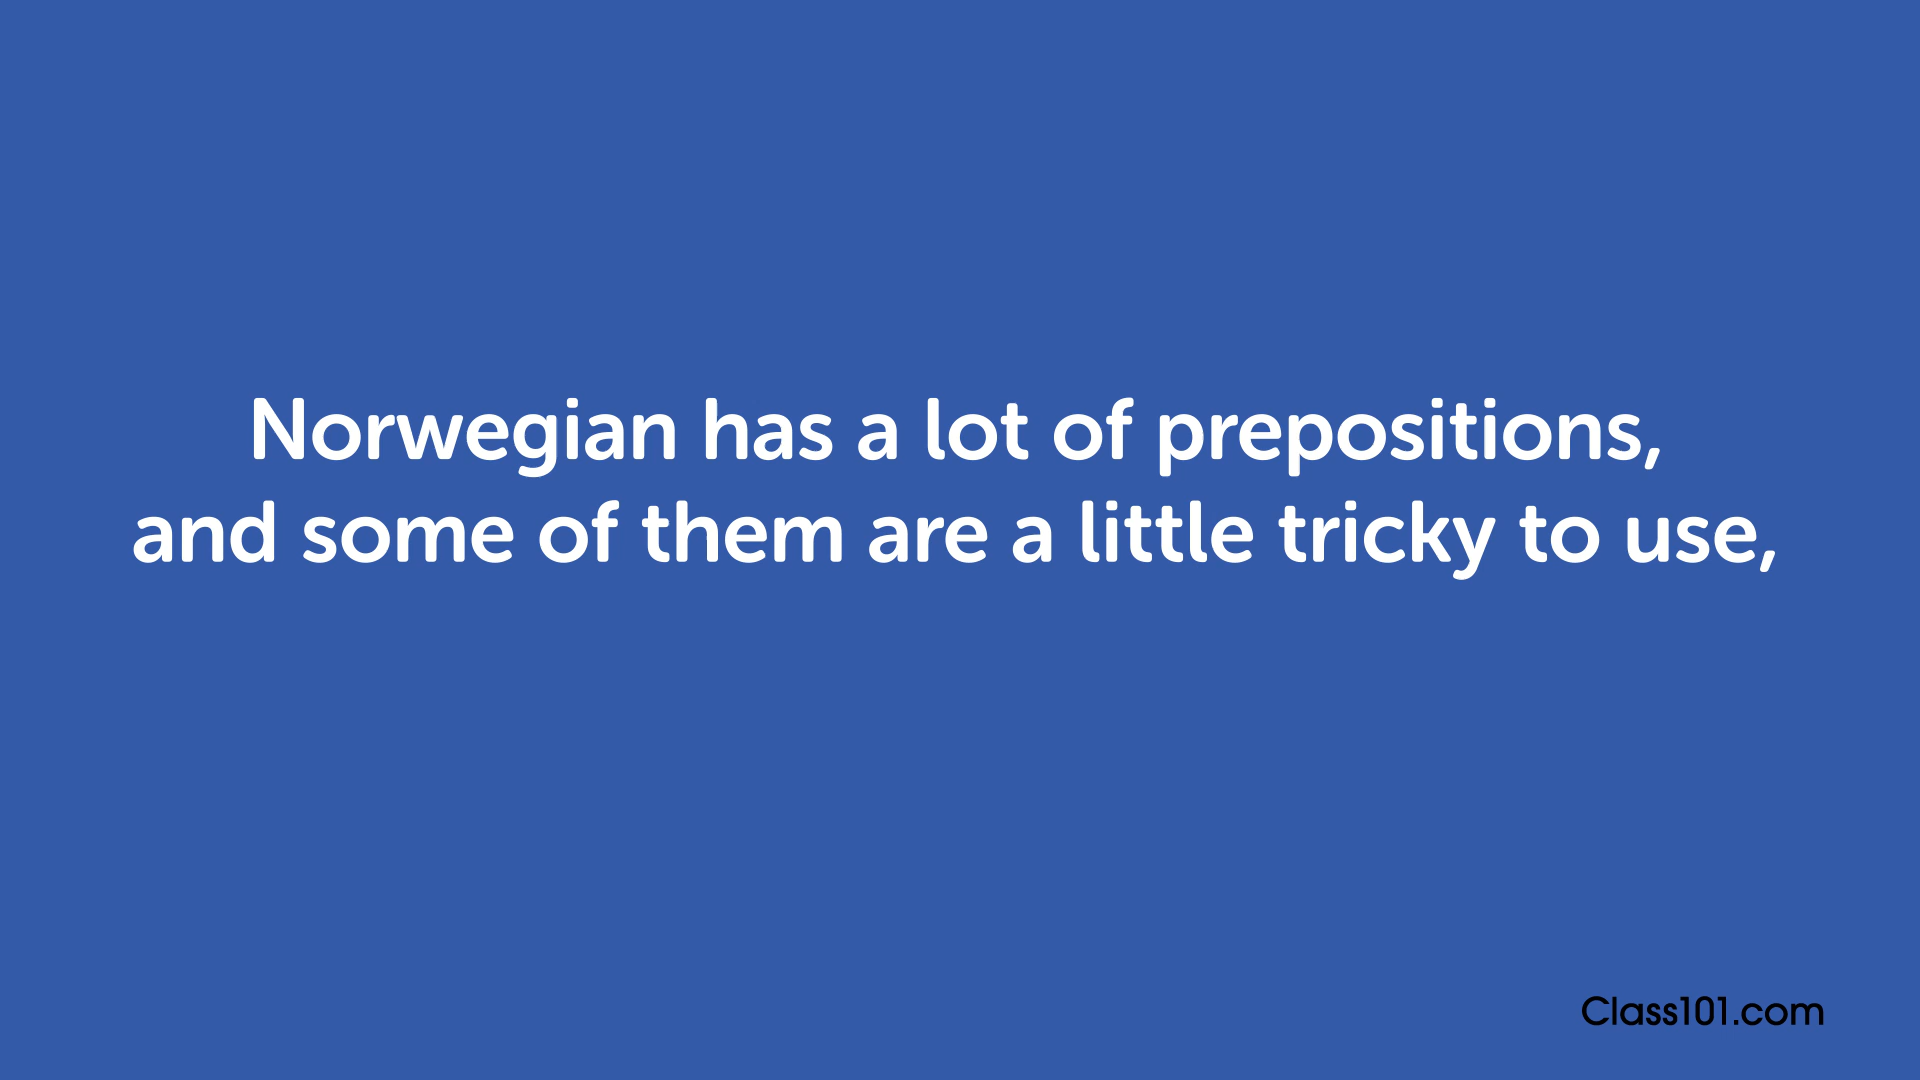 Norwegian has a lot of prepositions,
and some of them are a little tricky to use,
Class101.com